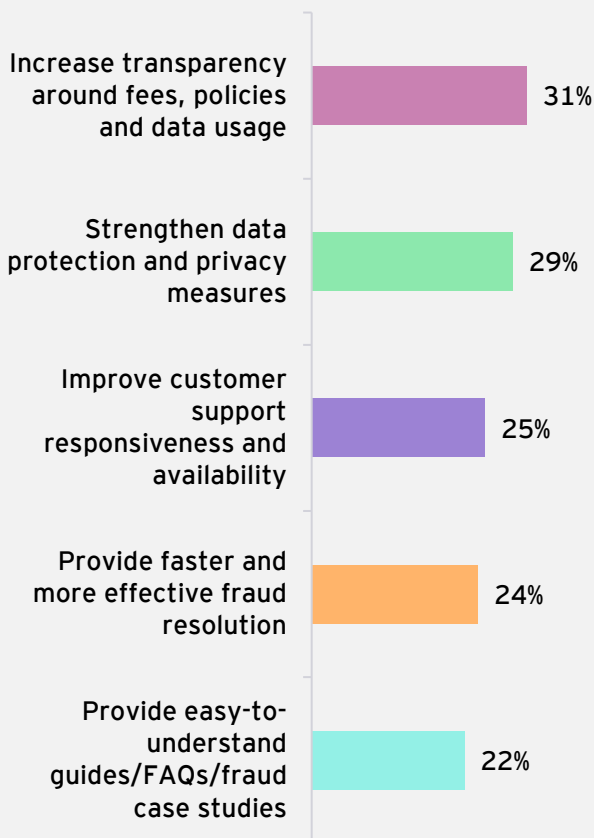 Increase transparency
around fees, policies
and data usage
31%
Strengthen data
protection and privacy
measures
29%
Improve customer
support
responsiveness and
availability
25%
Provide faster and
more effective fraud
resolution
24%
Provide easy-to-
understand
guides/FAQs/fraud
case studies
22%